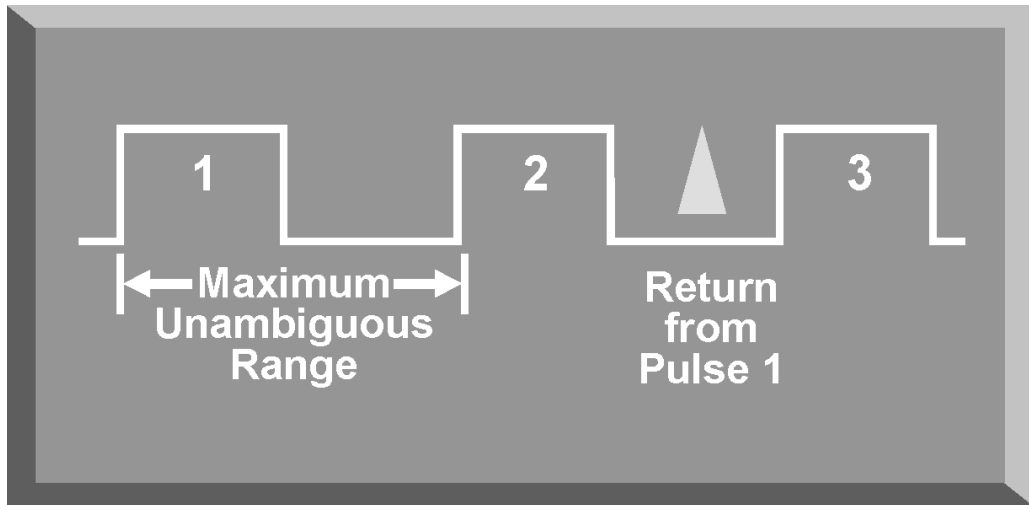 1
2
3
Maximum
Unambiguous
Range
Return
from
Pulse 1